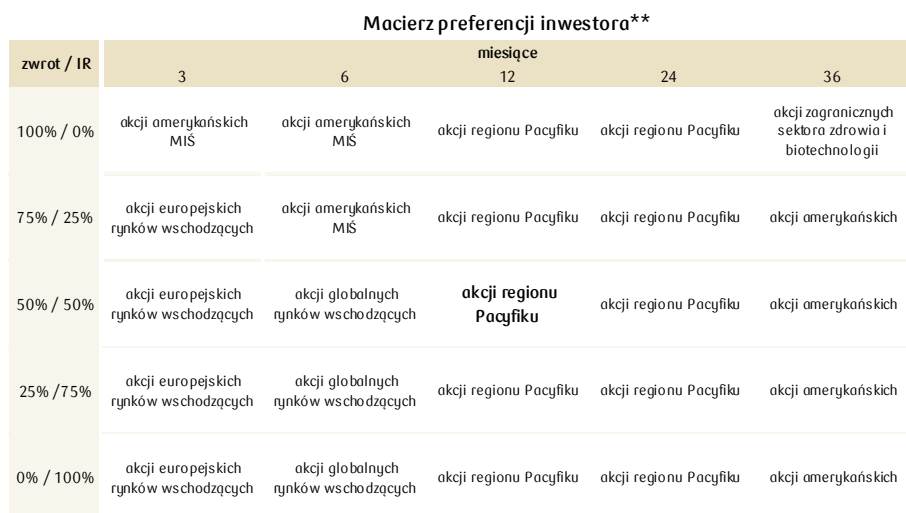 Macierz preferencji inwestora**
zwrot / IR
miesiące
3 6 12 24 36
100% / 0%
akcji amerykańskich
MIŚ
akcji amerykańskich
MIŚ
akcji regionu Pacyfiku
akcji regionu Pacyfiku
akcji zagranicznych
sektora zdrowia i
biotechnologii
75% / 25%
akcji europejskich
rynków wschodzących
akcji amerykańskich
MIŚ
akcji regionu Pacyfiku
akcji regionu Pacyfiku
akcji amerykańskich
50% / 50%
akcji europejskich
rynków wschodzących
akcji globalnych
rynków wschodzących
akcji regionu
Pacyfiku
akcji regionu Pacyfiku
akcji amerykańskich
25% /75%
akcji europejskich
rynków wschodzących
akcji globalnych
rynków wschodzących
akcji regionu Pacyfiku
akcji regionu Pacyfiku
akcji amerykańskich
0% / 100%
akcji europejskich
rynków wschodzących
akcji globalnych
rynków wschodzących
akcji regionu Pacyfiku
akcji regionu Pacyfiku
akcji amerykańskich